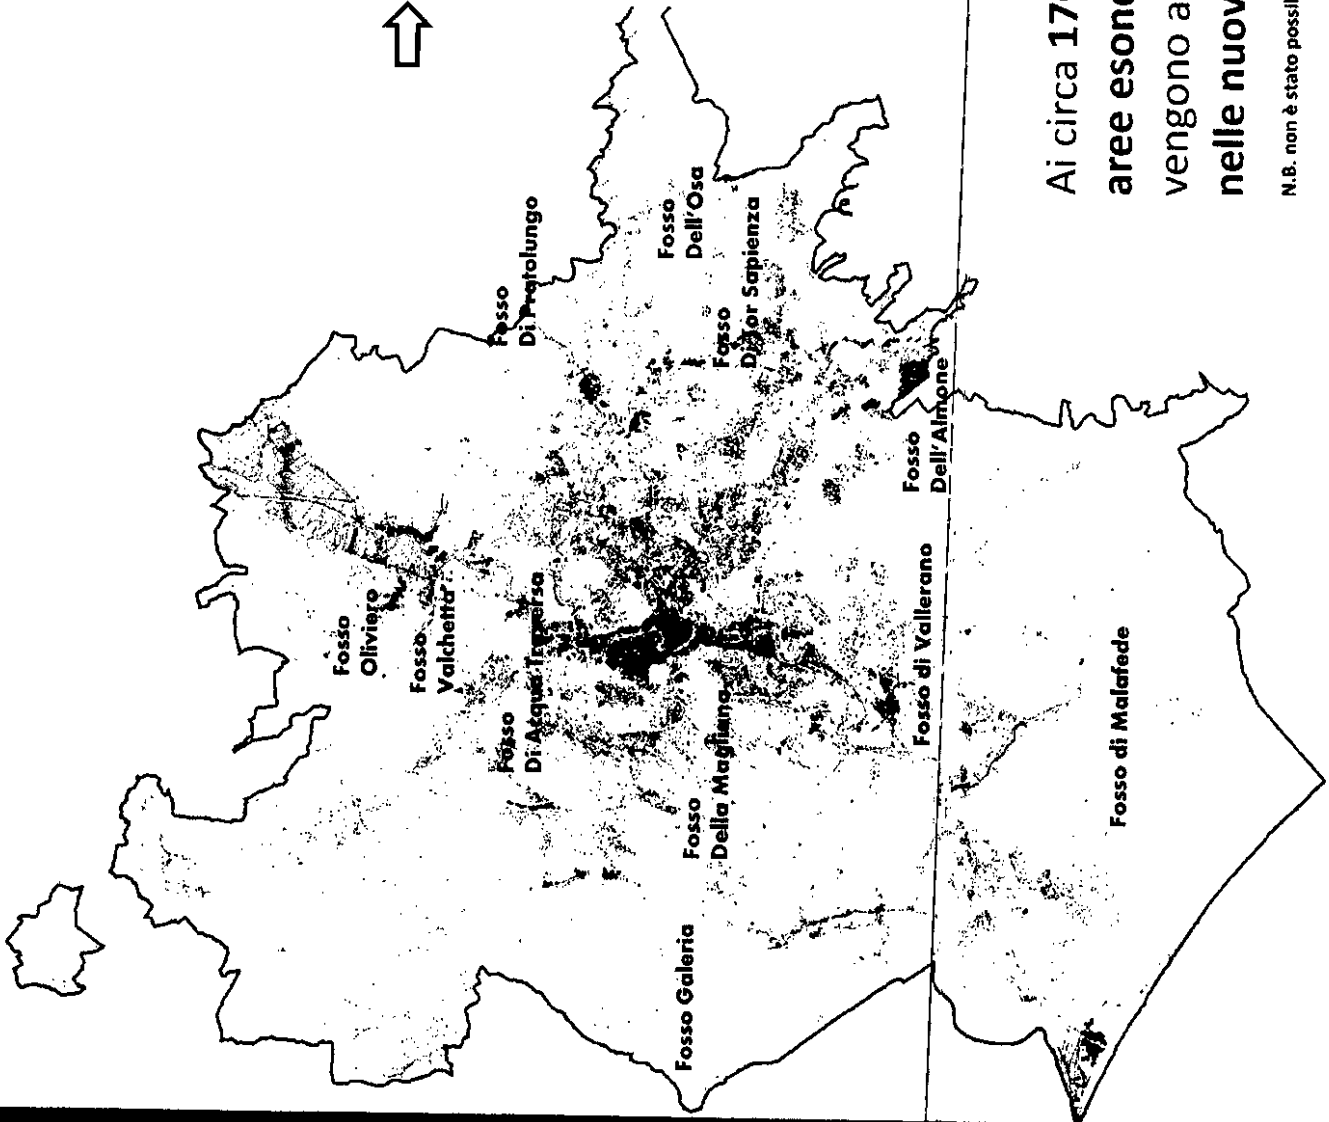 Fosso
Oliviero
Fosso
Valchetta
Fosso
Di Pratolungo
Fosso
Di Acqua Traversa
Fosso
Dell'Osa
Fosso
Di Tor Sapienza
Fosso
Della Magliana
Fosso Galeria
Fosso
Dell'Almone
Fosso di Vallerano
Fosso di Malafede
Ai circa 17
aree eson
vengono a
nelle nuov
N.B. non è stato possi